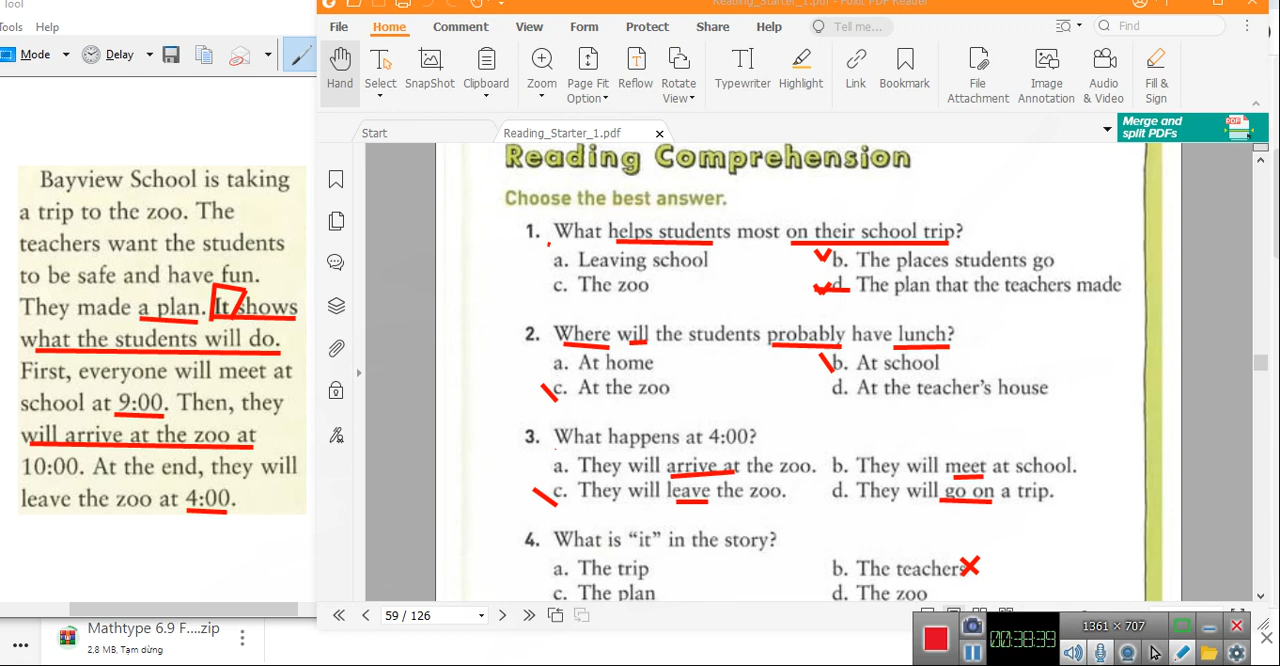 Tool
Reading_Starter_1.pdf - Foxit PDF Reader
Tools Help
File Home Comment View Form Protect Share Help Tell me... Find
Mode Delay
Hand Select SnapShot Clipboard Zoom Page Fit Option Reflow Rotate View Typewriter Highlight Link Bookmark File Attachment Image Annotation Audio & Video Fill & Sign
Start Reading_Starter_1.pdf
Merge and
split PDFs
Bayview School is taking
a trip to the zoo. The
teachers want the students
to be safe and have fun.
They made a plan. It shows
what the students will do.
First, everyone will meet at
school at 9:00. Then, they
will arrive at the zoo at
10:00. At the end, they will
leave the zoo at 4:00.
Reading Comprehension
Choose the best answer.
1. What helps students most on their school trip?
a. Leaving school b. The places students go
c. The zoo d. The plan that the teachers made
2. Where will the students probably have lunch?
a. At home b. At school
c. At the zoo d. At the teacher's house
3. What happens at 4:00?
a. They will arrive at the zoo. b. They will meet at school.
c. They will leave the zoo. d. They will go on a trip.
4. What is "it" in the story?
a. The trip b. The teachers
c. The plan d. The zoo
59 / 126
Mathtype 6.9 F....zip
2,8 MB, Tạm dừng
1361 × 707
00:38:39